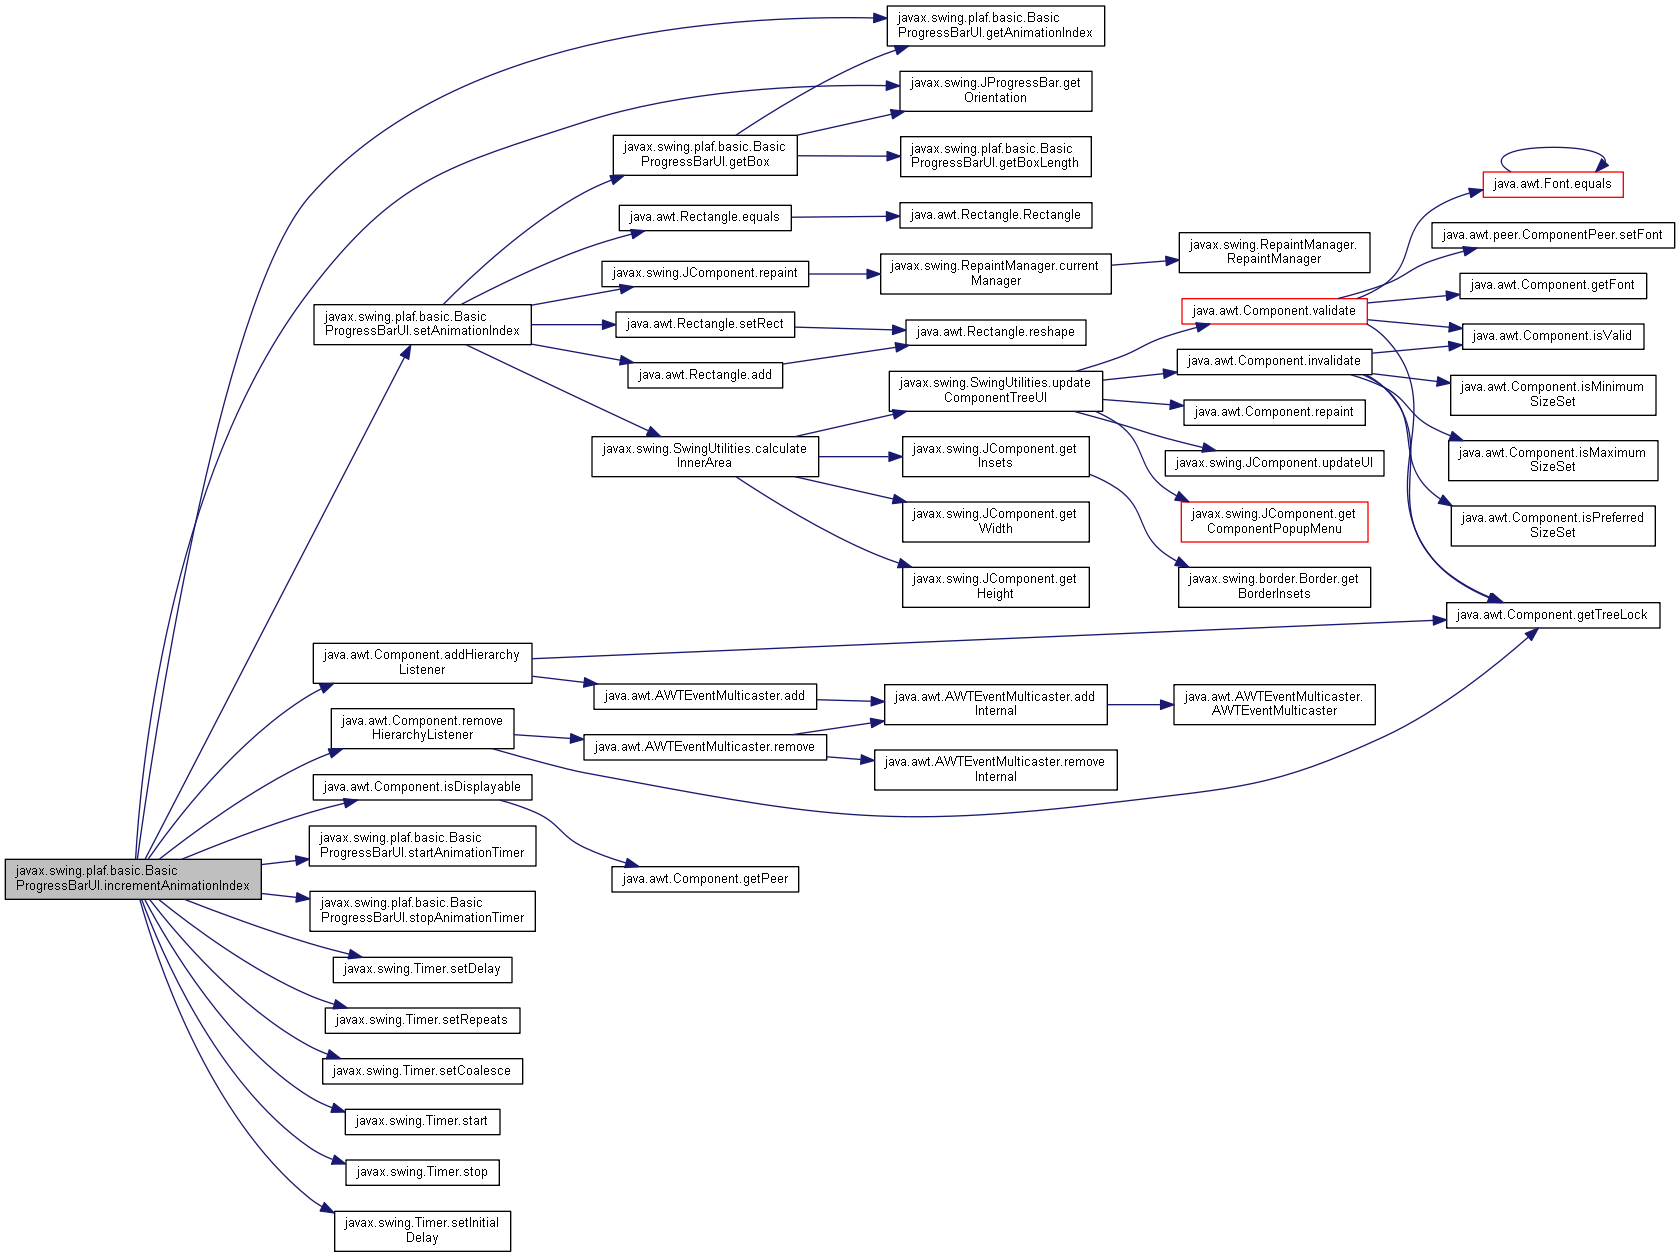 javax.swing.plaf.basic.Basic
ProgressBarUI.getAnimationIndex
javax.swing.JProgressBar.get
Orientation
javax.swing.plaf.basic.Basic
ProgressBarUI.getBox
javax.swing.plaf.basic.Basic
ProgressBarUI.getBoxLength
java.awt.Font.equals
java.awt.Rectangle.equals
java.awt.Rectangle.Rectangle
java.awt.peer.ComponentPeer.setFont
javax.swing.JComponent.repaint
javax.swing.RepaintManager.current
Manager
javax.swing.RepaintManager.
RepaintManager
java.awt.Component.getFont
javax.swing.plaf.basic.Basic
ProgressBarUI.setAnimationIndex
java.awt.Rectangle.setRect
java.awt.Rectangle.reshape
java.awt.Component.validate
java.awt.Component.isValid
java.awt.Rectangle.add
javax.swing.SwingUtilities.update
ComponentTreeUI
java.awt.Component.invalidate
java.awt.Component.isMinimum
SizeSet
java.awt.Component.repaint
javax.swing.SwingUtilities.calculate
InnerArea
javax.swing.JComponent.get
Insets
javax.swing.JComponent.updateUI
java.awt.Component.isMaximum
SizeSet
javax.swing.JComponent.get
Width
javax.swing.JComponent.get
ComponentPopupMenu
java.awt.Component.isPreferred
SizeSet
javax.swing.JComponent.get
Height
javax.swing.border.Border.get
BorderInsets
java.awt.Component.getTreeLock
java.awt.Component.addHierarchy
Listener
java.awt.AWTEventMulticaster.add
java.awt.AWTEventMulticaster.add
Internal
java.awt.AWTEventMulticaster.
AWTEventMulticaster
java.awt.Component.remove
HierarchyListener
java.awt.AWTEventMulticaster.remove
java.awt.AWTEventMulticaster.remove
Internal
java.awt.Component.isDisplayable
javax.swing.plaf.basic.Basic
ProgressBarUI.startAnimationTimer
javax.swing.plaf.basic.Basic
ProgressBarUI.incrementAnimationIndex
java.awt.Component.getPeer
javax.swing.plaf.basic.Basic
ProgressBarUI.stopAnimationTimer
javax.swing.Timer.setDelay
javax.swing.Timer.setRepeats
javax.swing.Timer.setCoalesce
javax.swing.Timer.start
javax.swing.Timer.stop
javax.swing.Timer.setInitial
Delay